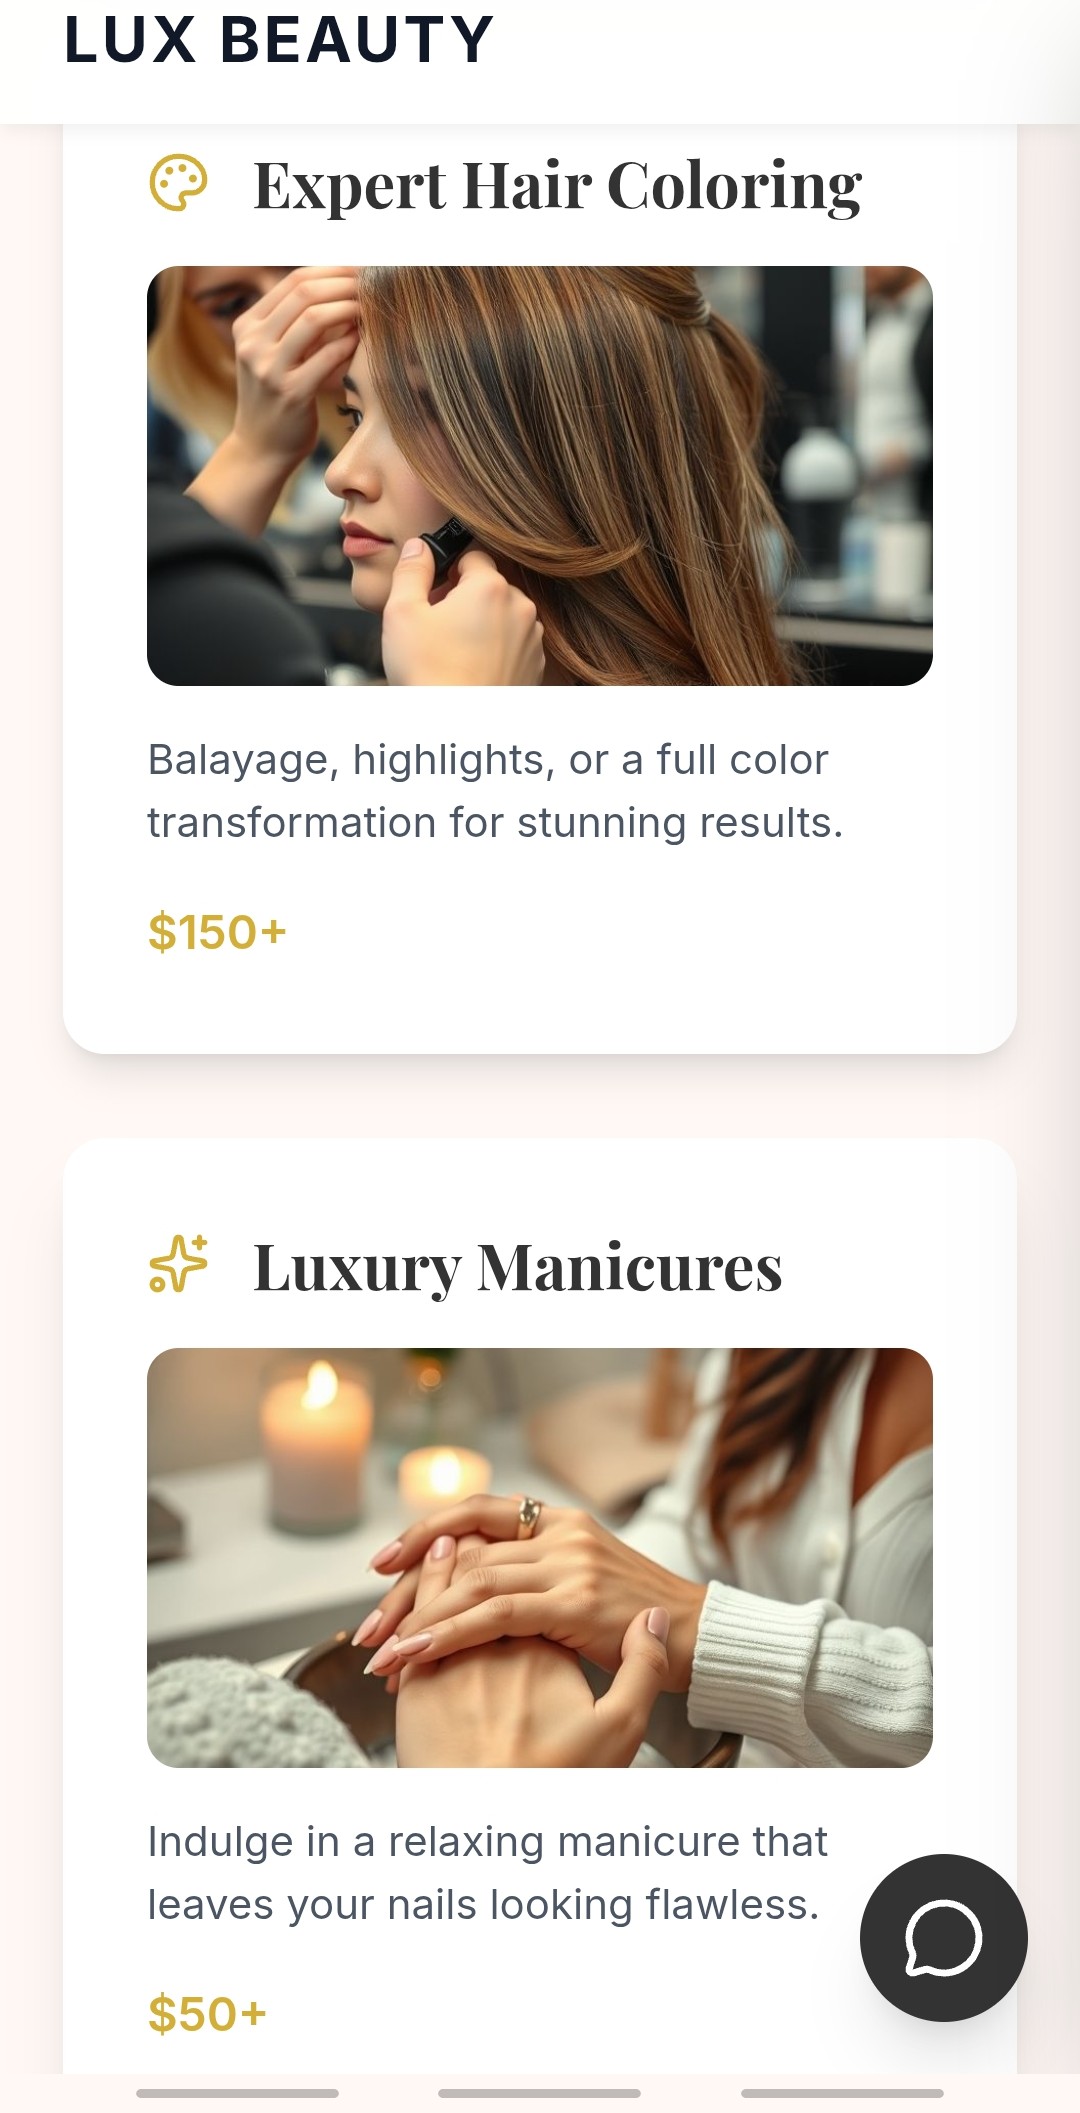 LUX BEAUTY
Expert Hair Coloring
Balayage, highlights, or a full color
transformation for stunning results.
$150+
Luxury Manicures
Indulge in a relaxing manicure that
leaves your nails looking flawless.
$50+